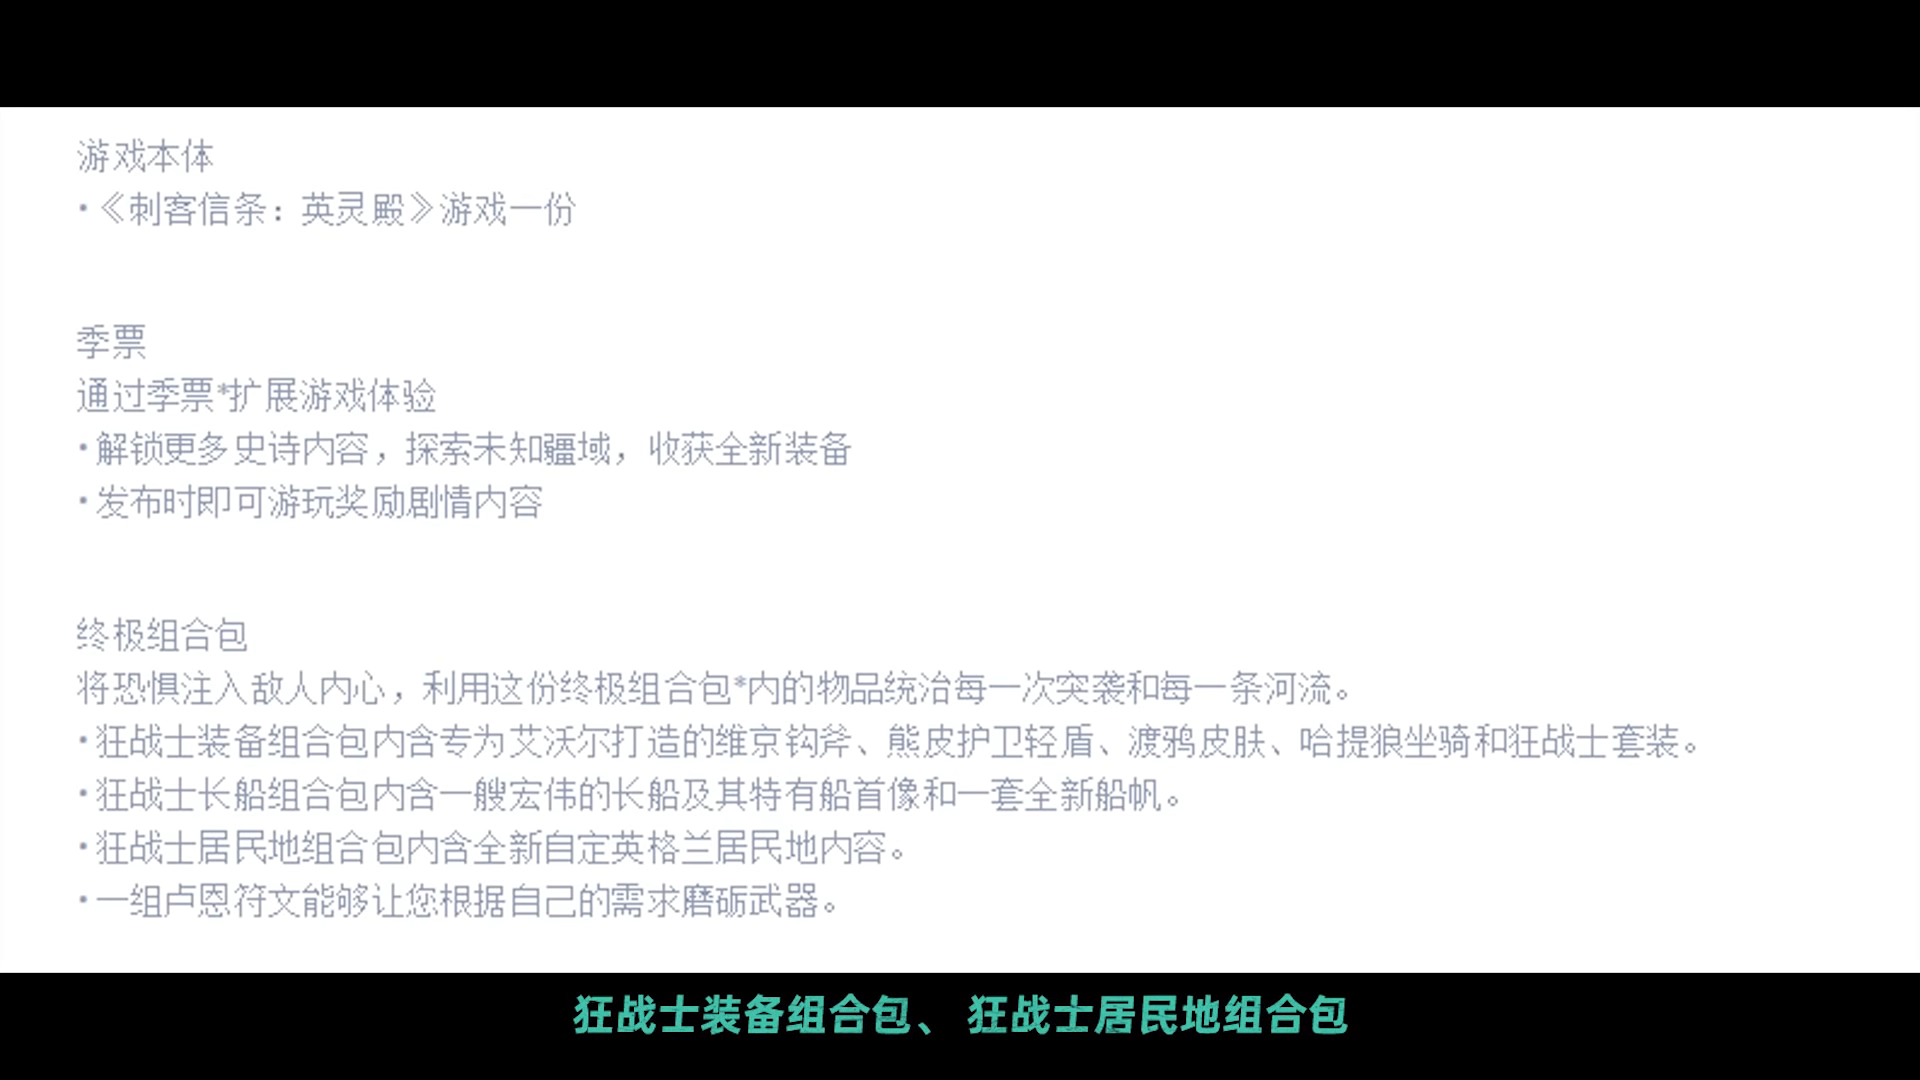 游戏本体
·《刺客信条：英灵殿》游戏一份
季票
通过季票*扩展游戏体验
·解锁更多史诗内容，探索未知疆域，收获全新装备
·发布时即可游玩奖励剧情内容
终极组合包
将恐惧注入敌人内心，利用这份终极组合包*内的物品统治每一次突袭和每一条河流。
·狂战士装备组合包内含专为艾沃尔打造的维京钩斧、熊皮护卫轻盾、渡鸦皮肤、哈提狼坐骑和狂战士套装。
·狂战士长船组合包内含一艘宏伟的长船及其特有船首像和一套全新船帆。
·狂战士居民地组合包内含全新自定英格兰居民地内容。
·一组卢恩符文能够让您根据自己的需求磨砺武器。
狂战士装备组合包、 狂战士居民地组合包